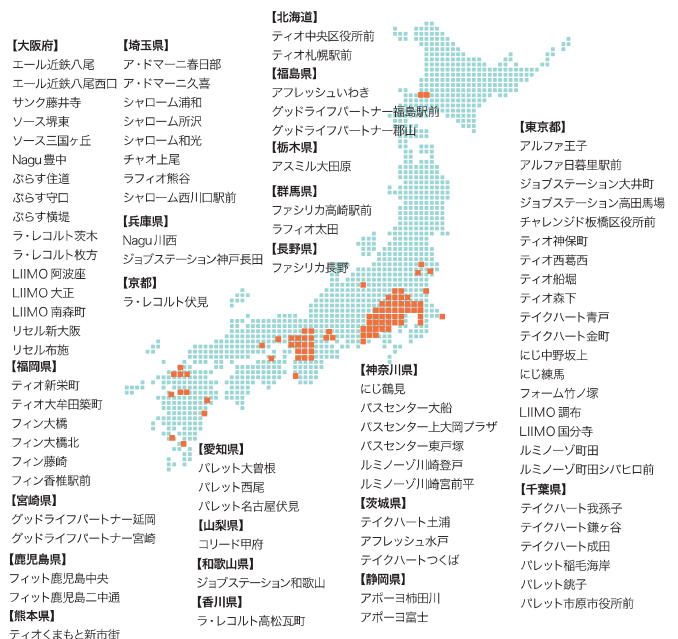 【大阪府】
エール近鉄八尾
エール近鉄八尾西口
サンク藤井寺
ソース堺東
ソース三国ヶ丘
Nagu 豊中
ぷらす住道
ぷらす守口
ぷらす横堤
ラ・レコルト茨木
ラ・レコルト枚方
LIIMO 阿波座
LIIMO 大正
LIIMO 南森町
リセル新大阪
リセル布施
【福岡県】
ティオ新栄町
ティオ大牟田築町
フィン大橋
フィン大橋北
フィン藤崎
フィン香椎駅前
【宮崎県】
グッドライフパートナー延岡
グッドライフパートナー宮崎
【鹿児島県】
フィット鹿児島中央
フィット鹿児島二中通
【熊本県】
ティオくまもと新市街
【埼玉県】
ア・ドマーニ春日部
ア・ドマーニ久喜
シャローム浦和
シャローム所沢
シャローム和光
チャオ上尾
ラフィオ熊谷
シャローム西川口駅前
【兵庫県】
Nagu 川西
ジョブステーション神戸長田
【京都】
ラ・レコルト伏見
【北海道】
ティオ中央区役所前
ティオ札幌駅前
【福島県】
アフレッシュいわき
グッドライフパートナー福島駅前
グッドライフパートナー郡山
【栃木県】
アスミル大田原
【群馬県】
ファシリカ高崎駅前
ラフィオ太田
【長野県】
ファシリカ長野
【愛知県】
パレット大曽根
パレット西尾
パレット名古屋伏見
【山梨県】
コリード甲府
【和歌山県】
ジョブステーション和歌山
【香川県】
ラ・レコルト高松瓦町
【神奈川県】
にじ鶴見
パスセンター大船
パスセンター上大岡プラザ
パスセンター東戸塚
ルミノーゾ川崎登戸
ルミノーゾ川崎宮前平
【茨城県】
テイクハート土浦
アフレッシュ水戸
テイクハートつくば
【静岡県】
アポーヨ柿田川
アポーヨ富士
【東京都】
アルファ王子
アルファ日暮里駅前
ジョブステーション大井町
ジョブステーション高田馬場
チャレンジド板橋区役所前
ティオ神保町
ティオ西葛西
ティオ船堀
ティオ森下
テイクハート青戸
テイクハート金町
にじ中野坂上
にじ練馬
フォーム竹ノ塚
LIIMO 調布
LIIMO 国分寺
ルミノーゾ町田
ルミノーゾ町田シバヒロ前
【千葉県】
テイクハート我孫子
テイクハート鎌ヶ谷
テイクハート成田
パレット稲毛海岸
パレット銚子
パレット市原市役所前